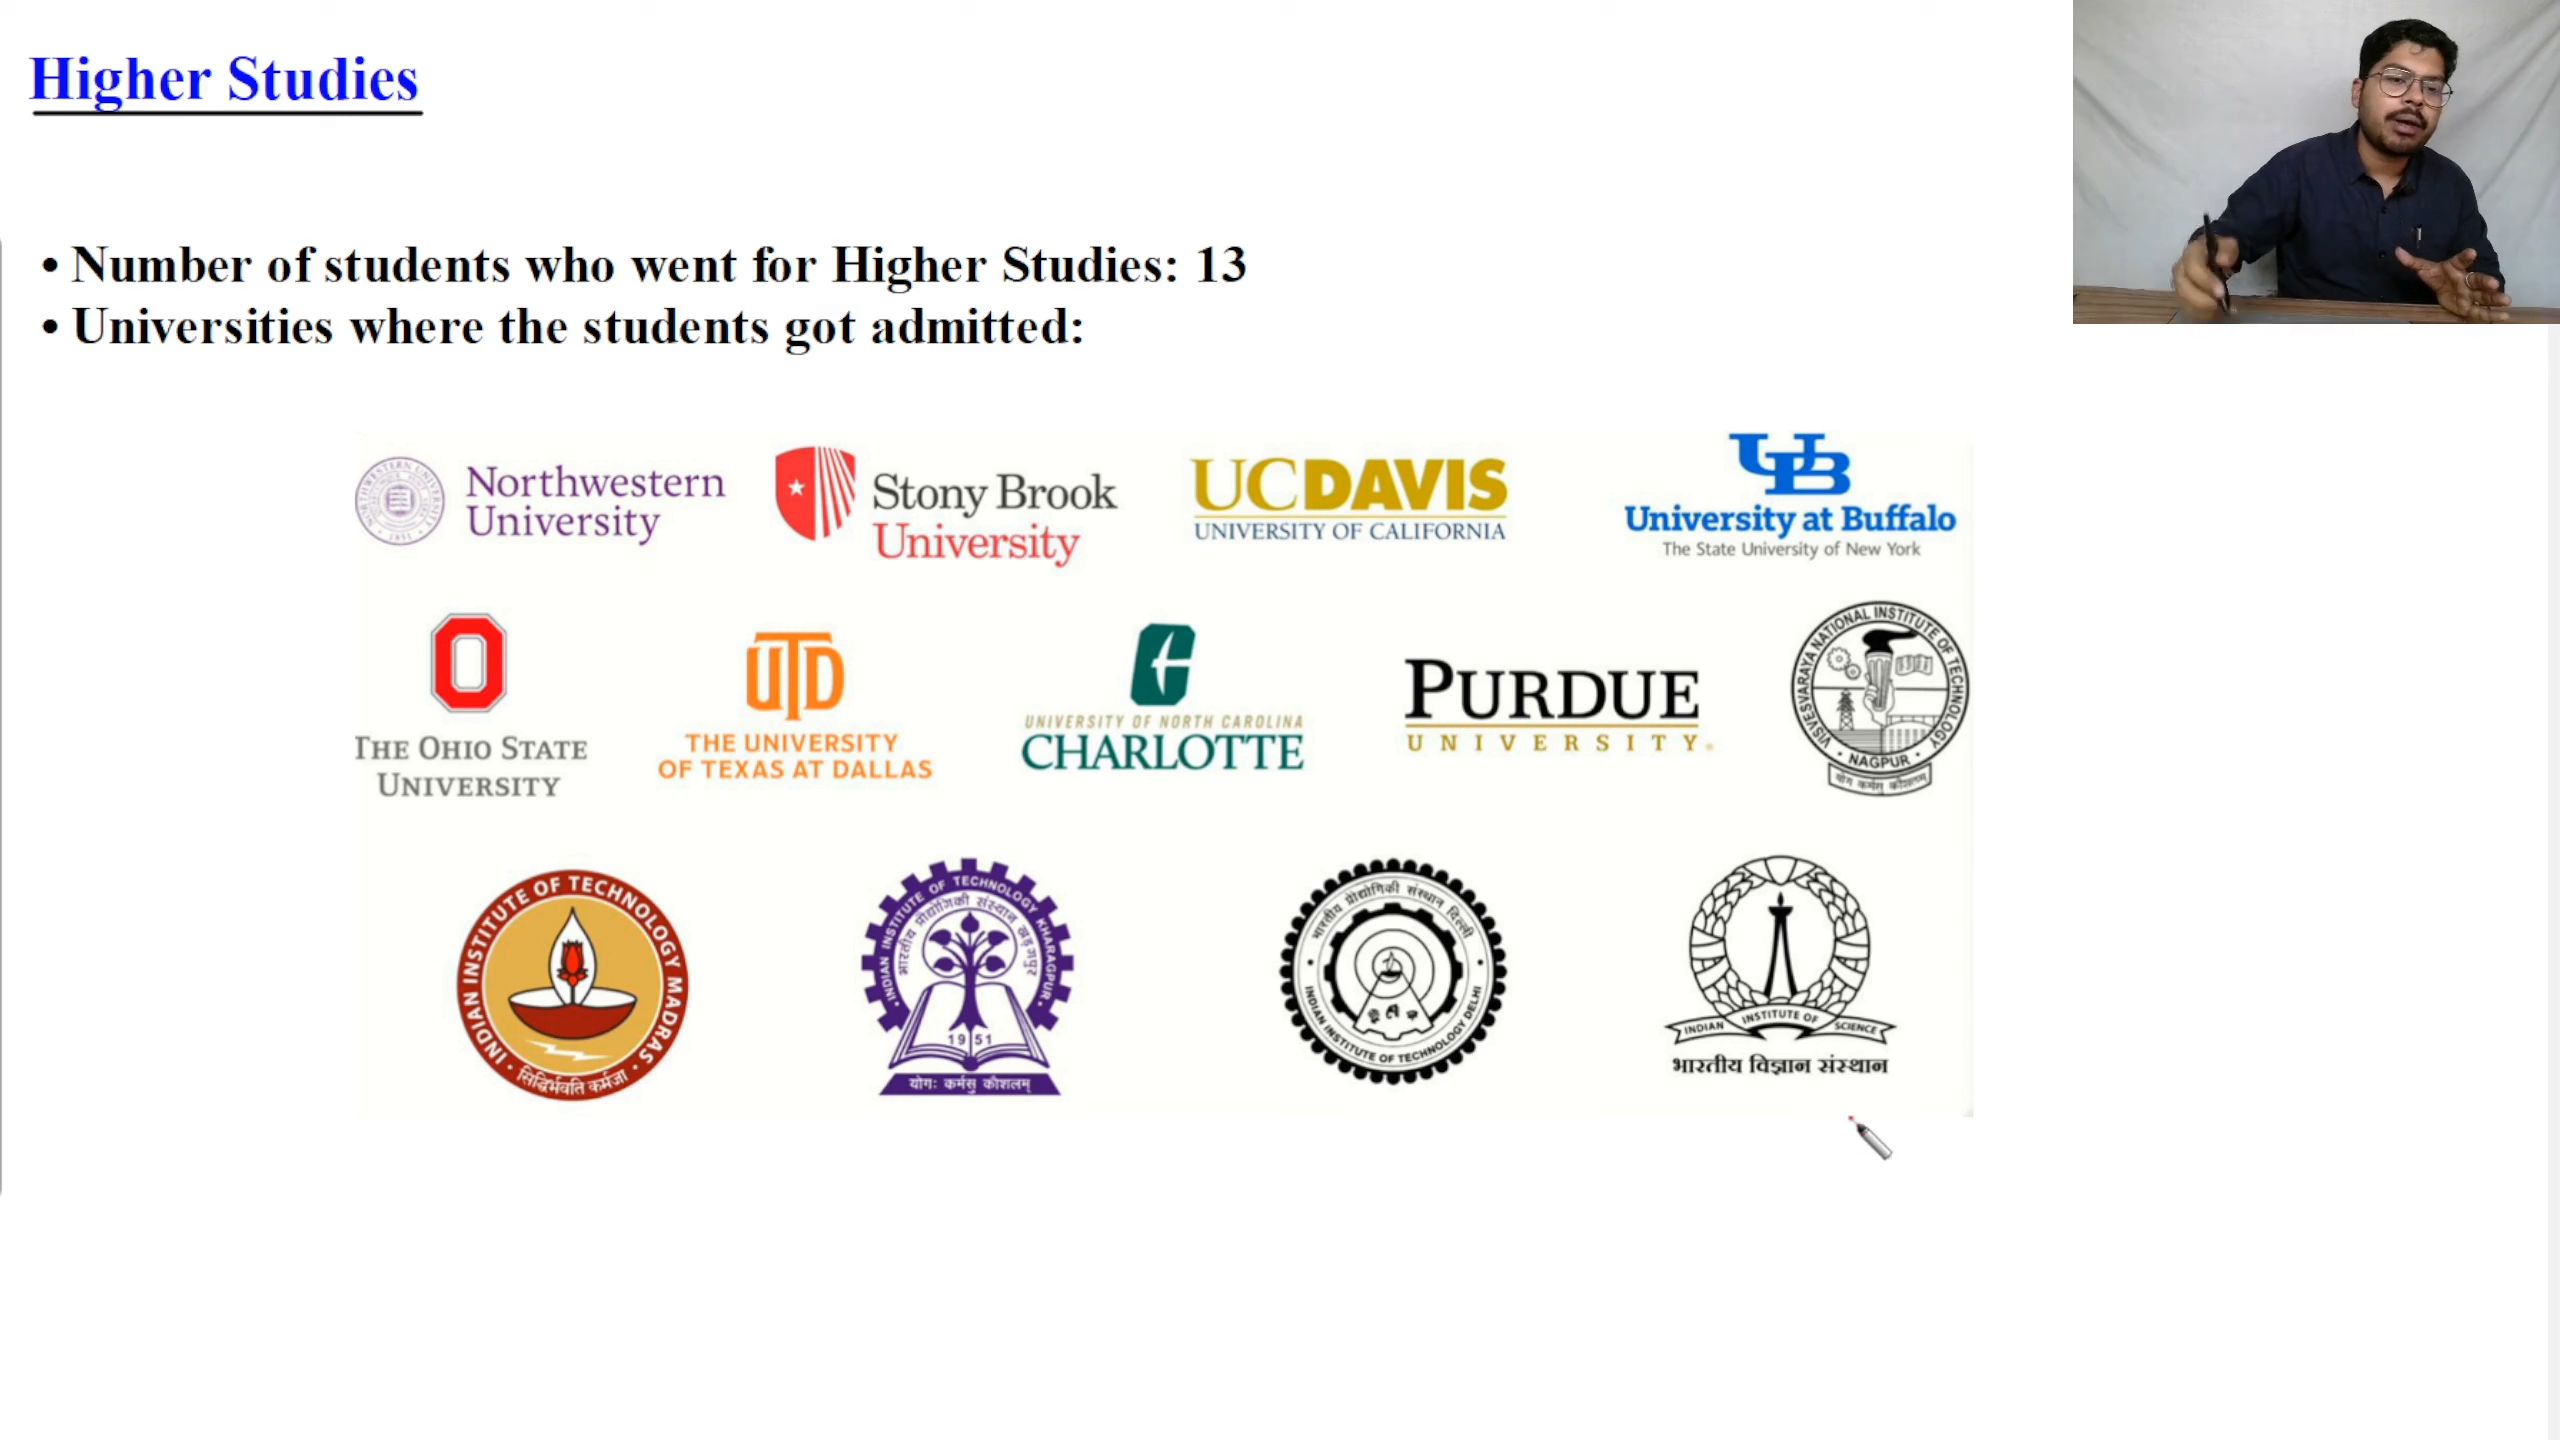 Higher Studies
• Number of students who went for Higher Studies: 13
• Universities where the students got admitted:
Northwestern
University
Stony Brook
University
UCDAVIS
UNIVERSITY OF CALIFORNIA
UB
University at Buffalo
The State University of New York
O
THE OHIO STATE
UNIVERSITY
UTD
THE UNIVERSITY
OF TEXAS AT DALLAS
C
UNIVERSITY OF NORTH CAROLINA
CHARLOTTE
PURDUE
UNIVERSITY
VISVESVARAYA NATIONAL INSTITUTE OF TECHNOLOGY
• NAGPUR •
INDIAN INSTITUTE OF TECHNOLOGY MADRAS
• सिद्धिर्भवति कर्मजा •
• INDIAN INSTITUTE OF TECHNOLOGY KHARAGPUR •
भारतीय प्रौद्योगिकी संस्थान खड़गपुर
1951
योगः कर्मसु कौशलम्
भारतीय प्रौद्योगिकी संस्थान दिल्ली
INDIAN INSTITUTE OF TECHNOLOGY DELHI
INDIAN INSTITUTE OF SCIENCE
भारतीय विज्ञान संस्थान